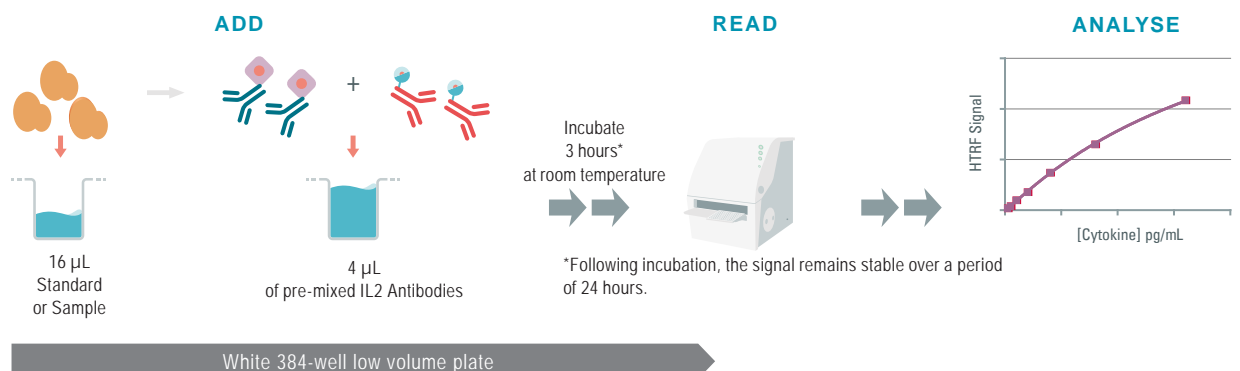 ADD
READ
ANALYSE
+
Incubate
3 hours*
at room temperature
HTRF Signal
[Cytokine] pg/mL
16 µL
Standard
or Sample
4 µL
of pre-mixed IL2 Antibodies
*Following incubation, the signal remains stable over a period
of 24 hours.
White 384-well low volume plate